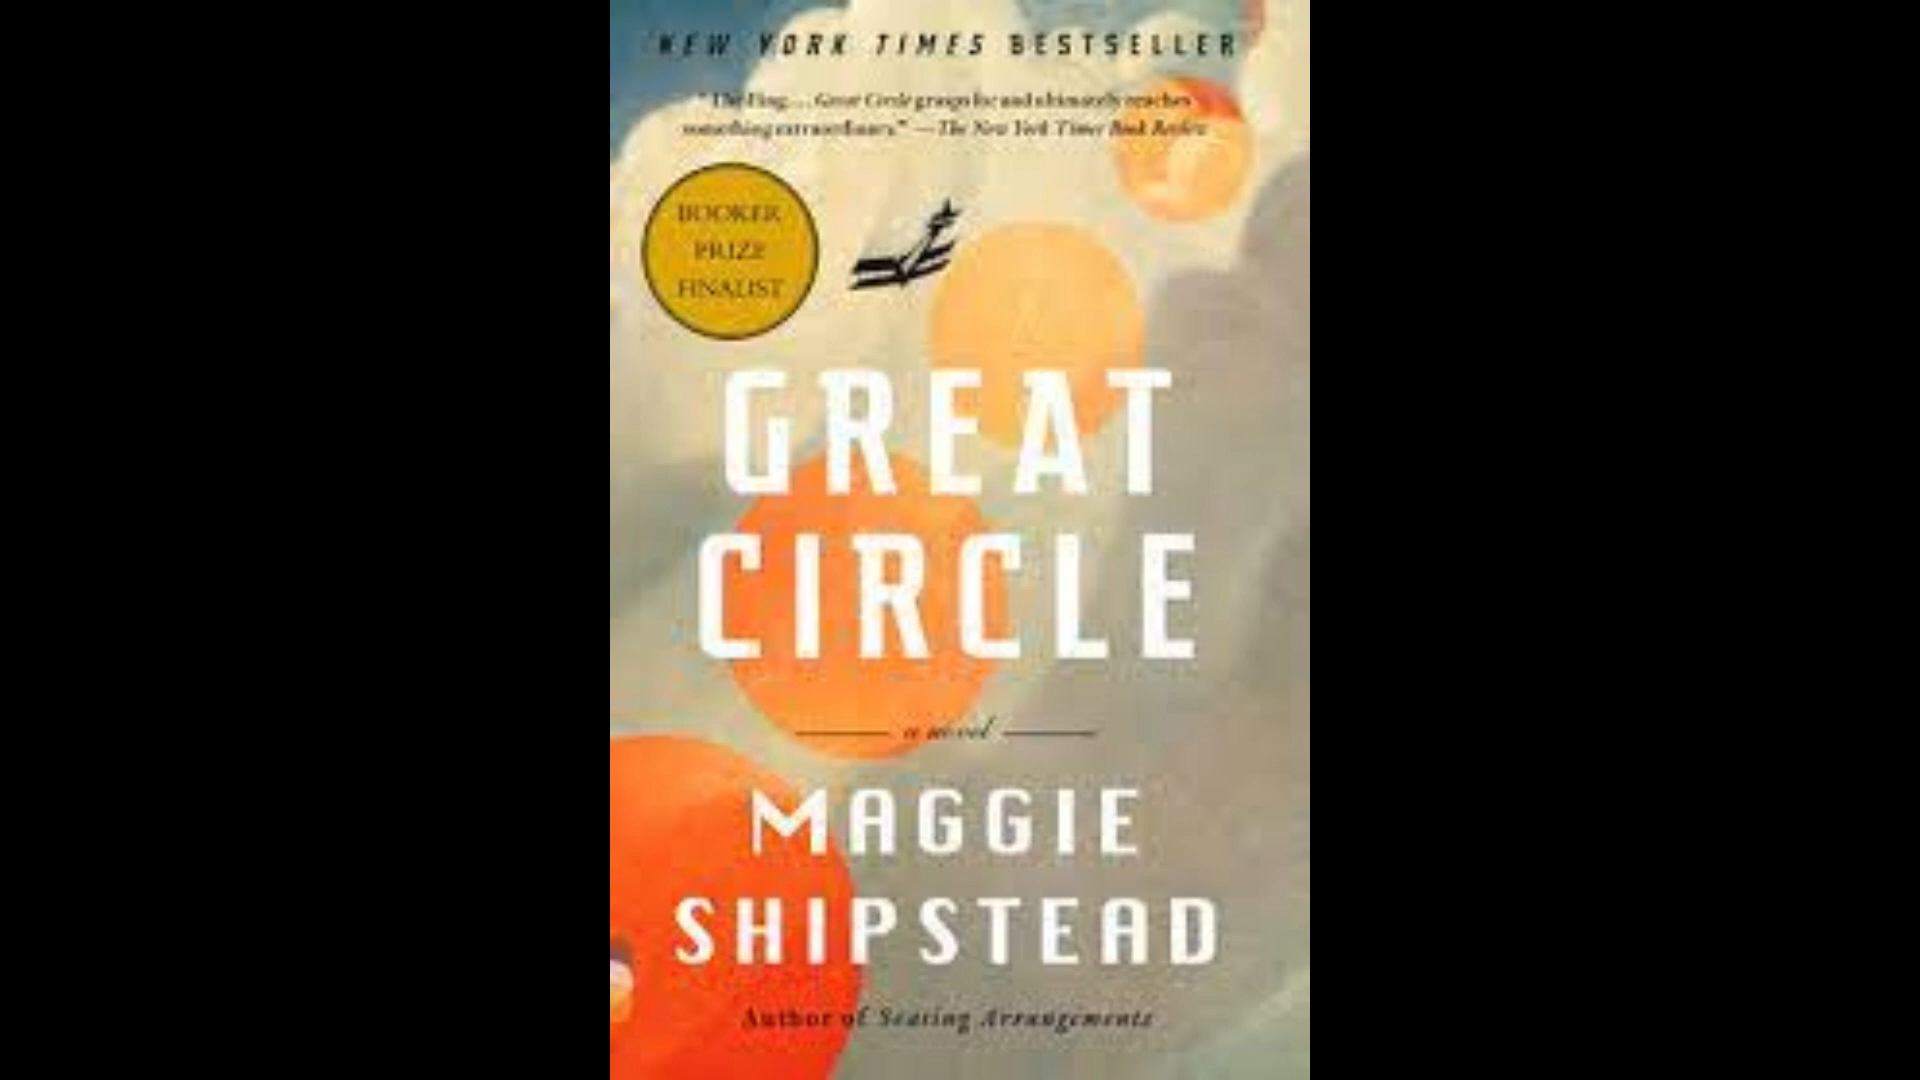 NEW YORK TIMES BESTSELLER
"Thrilling.... Great Circle grasps for and ultimately reaches
something extraordinary." —The New York Times Book Review
BOOKER
PRIZE
FINALIST
GREAT
CIRCLE
a novel
MAGGIE
SHIPSTEAD
Author of Seating Arrangements